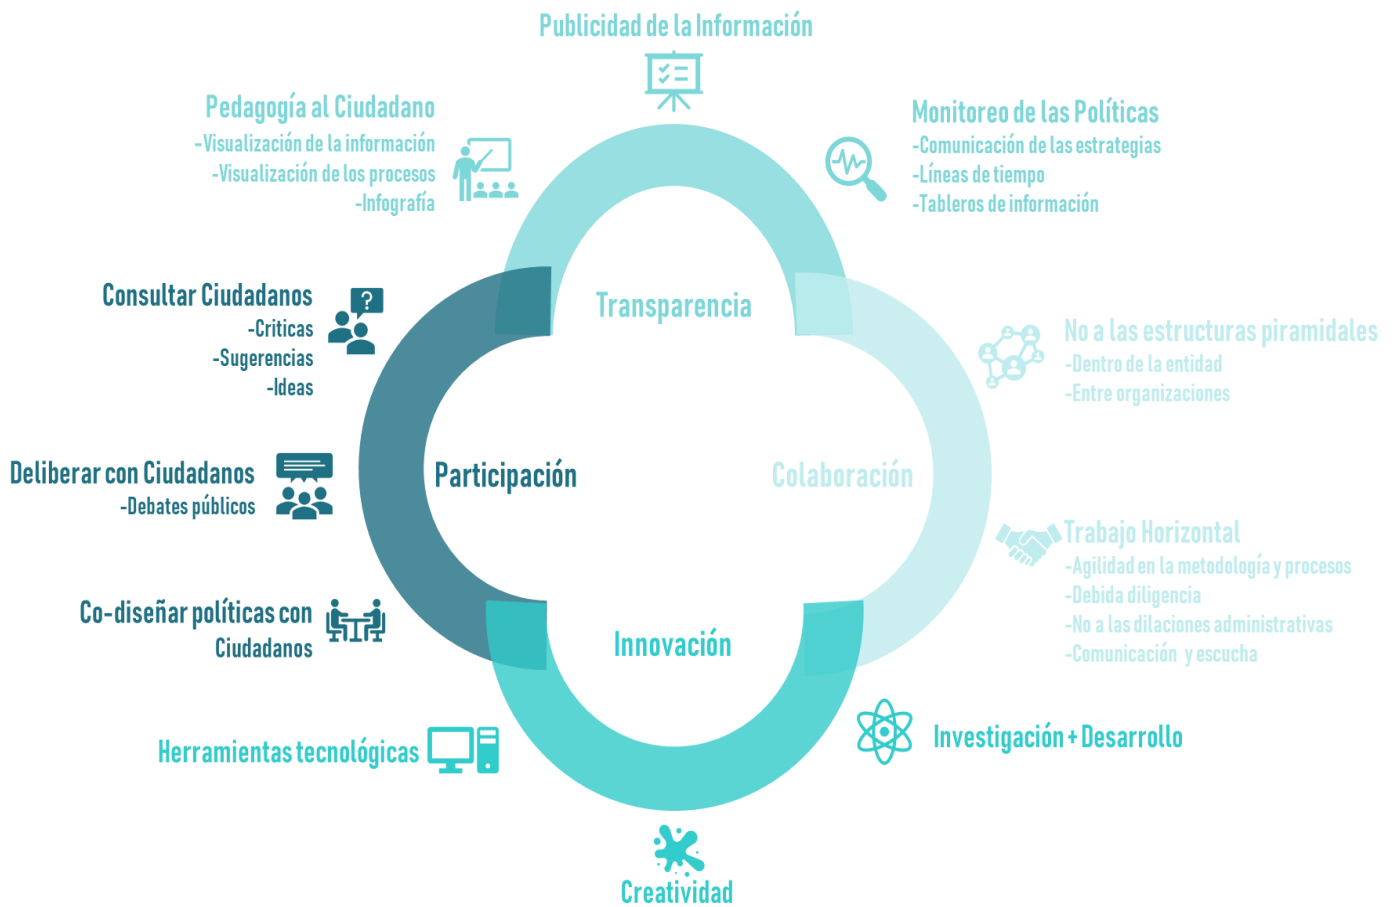 Publicidad de la Información
Pedagogía al Ciudadano
-Visualización de la información
-Visualización de los procesos
-Infografía
Monitoreo de las Políticas
-Comunicación de las estrategias
-Líneas de tiempo
-Tableros de información
Transparencia
Consultar Ciudadanos
-Criticas
-Sugerencias
-Ideas
?
No a las estructuras piramidales
-Dentro de la entidad
-Entre organizaciones
Deliberar con Ciudadanos
-Debates públicos
Participación
Colaboración
Trabajo Horizontal
-Agilidad en la metodología y procesos
-Debida diligencia
-No a las dilaciones administrativas
-Comunicación y escucha
Co-diseñar políticas con
Ciudadanos
Innovación
Herramientas tecnológicas
Investigación + Desarrollo
Creatividad